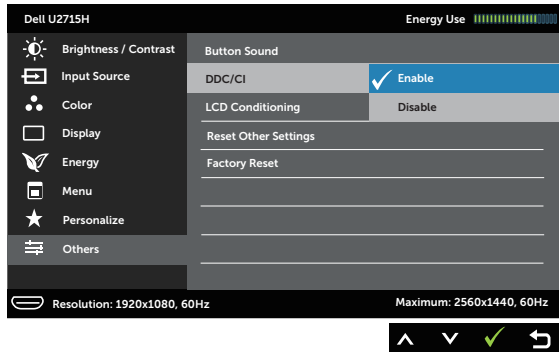 Dell U2715H Energy Use
Brightness / Contrast Button Sound
Input Source DDC/CI Enable
Color LCD Conditioning Disable
Display Reset Other Settings
Energy Factory Reset
Menu
Personalize
Others
Resolution: 1920x1080, 60Hz Maximum: 2560x1440, 60Hz